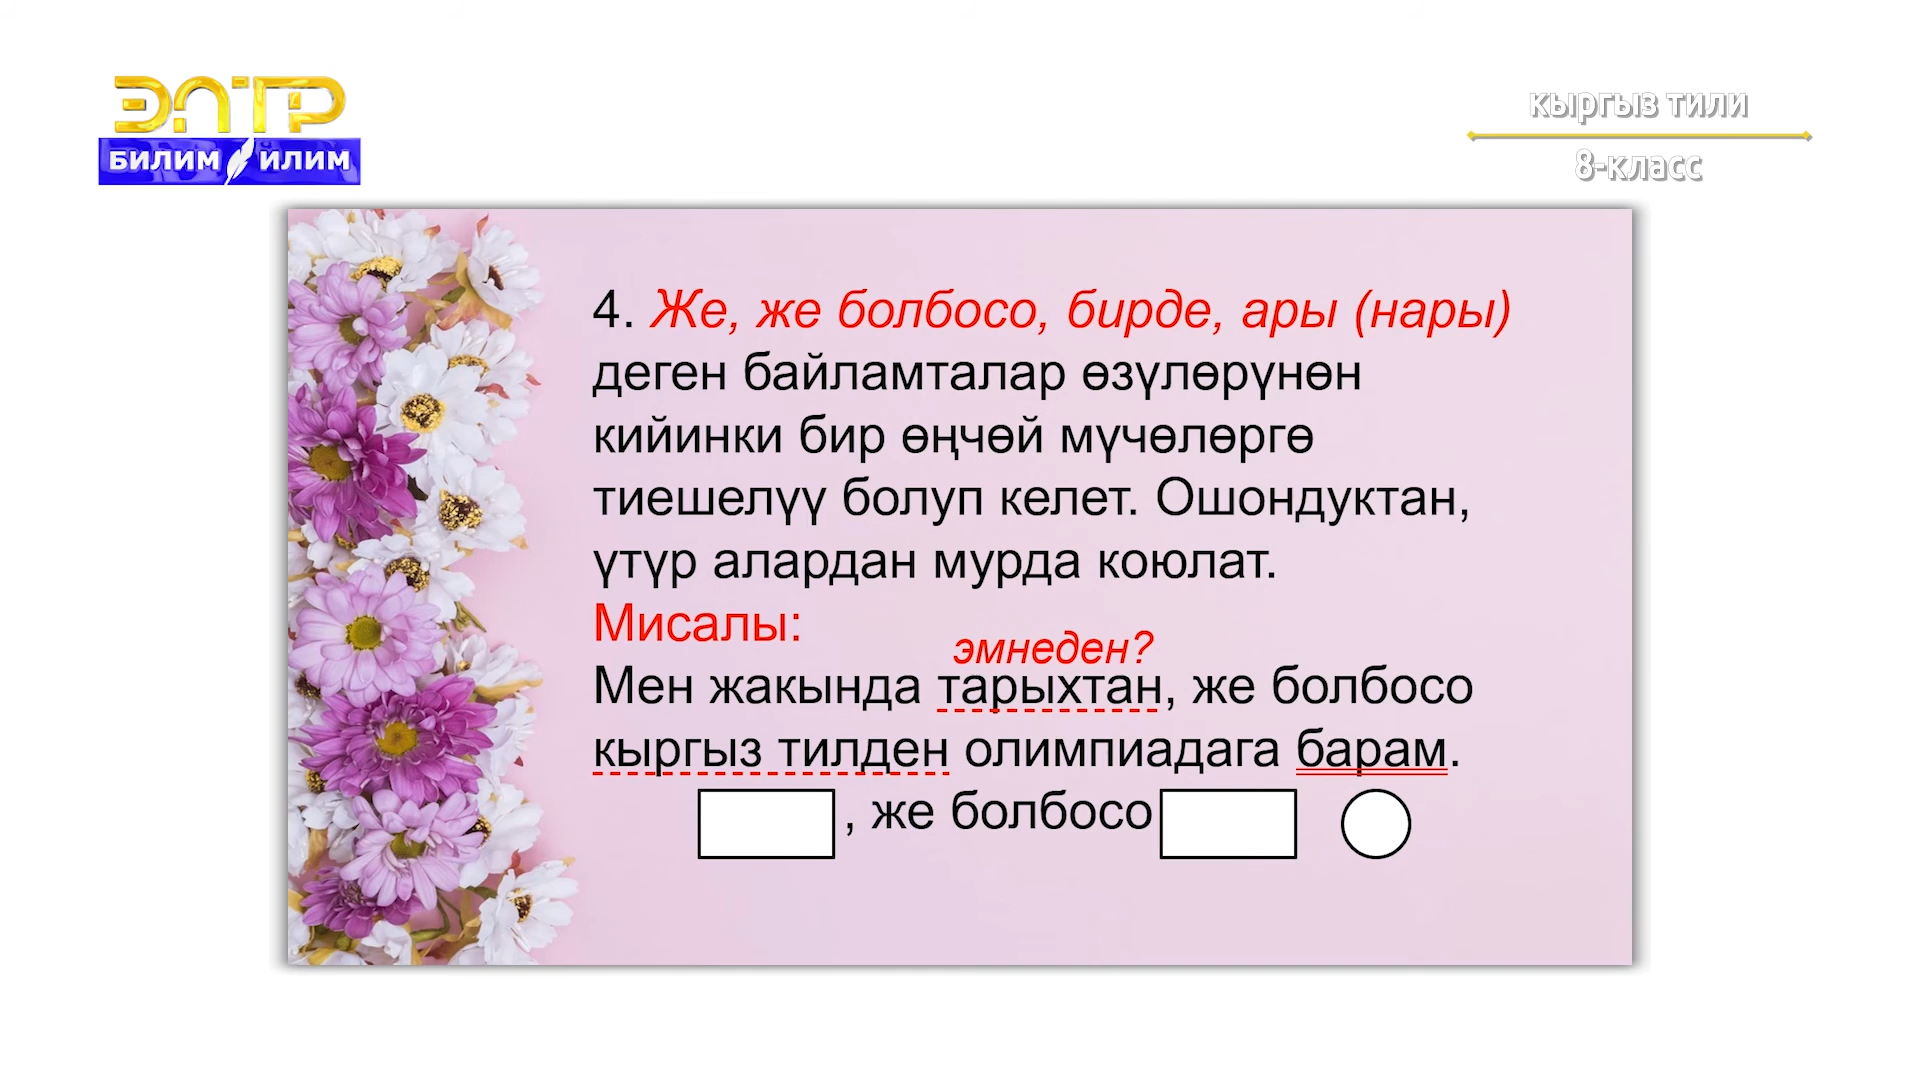 ЭЛТР
БИЛИМ ИЛИМ
кыргыз тили
8-класс
4. Же, же болбосо, бирде, ары (нары)
деген байламталар өзүлөрүнөн
кийинки бир өңчөй мүчөлөргө
тиешелүү болуп келет. Ошондуктан,
үтүр алардан мурда коюлат.
Мисалы:
эмнеден?
Мен жакында тарыхтан, же болбосо
кыргыз тилден олимпиадага барам.
, же болбосо